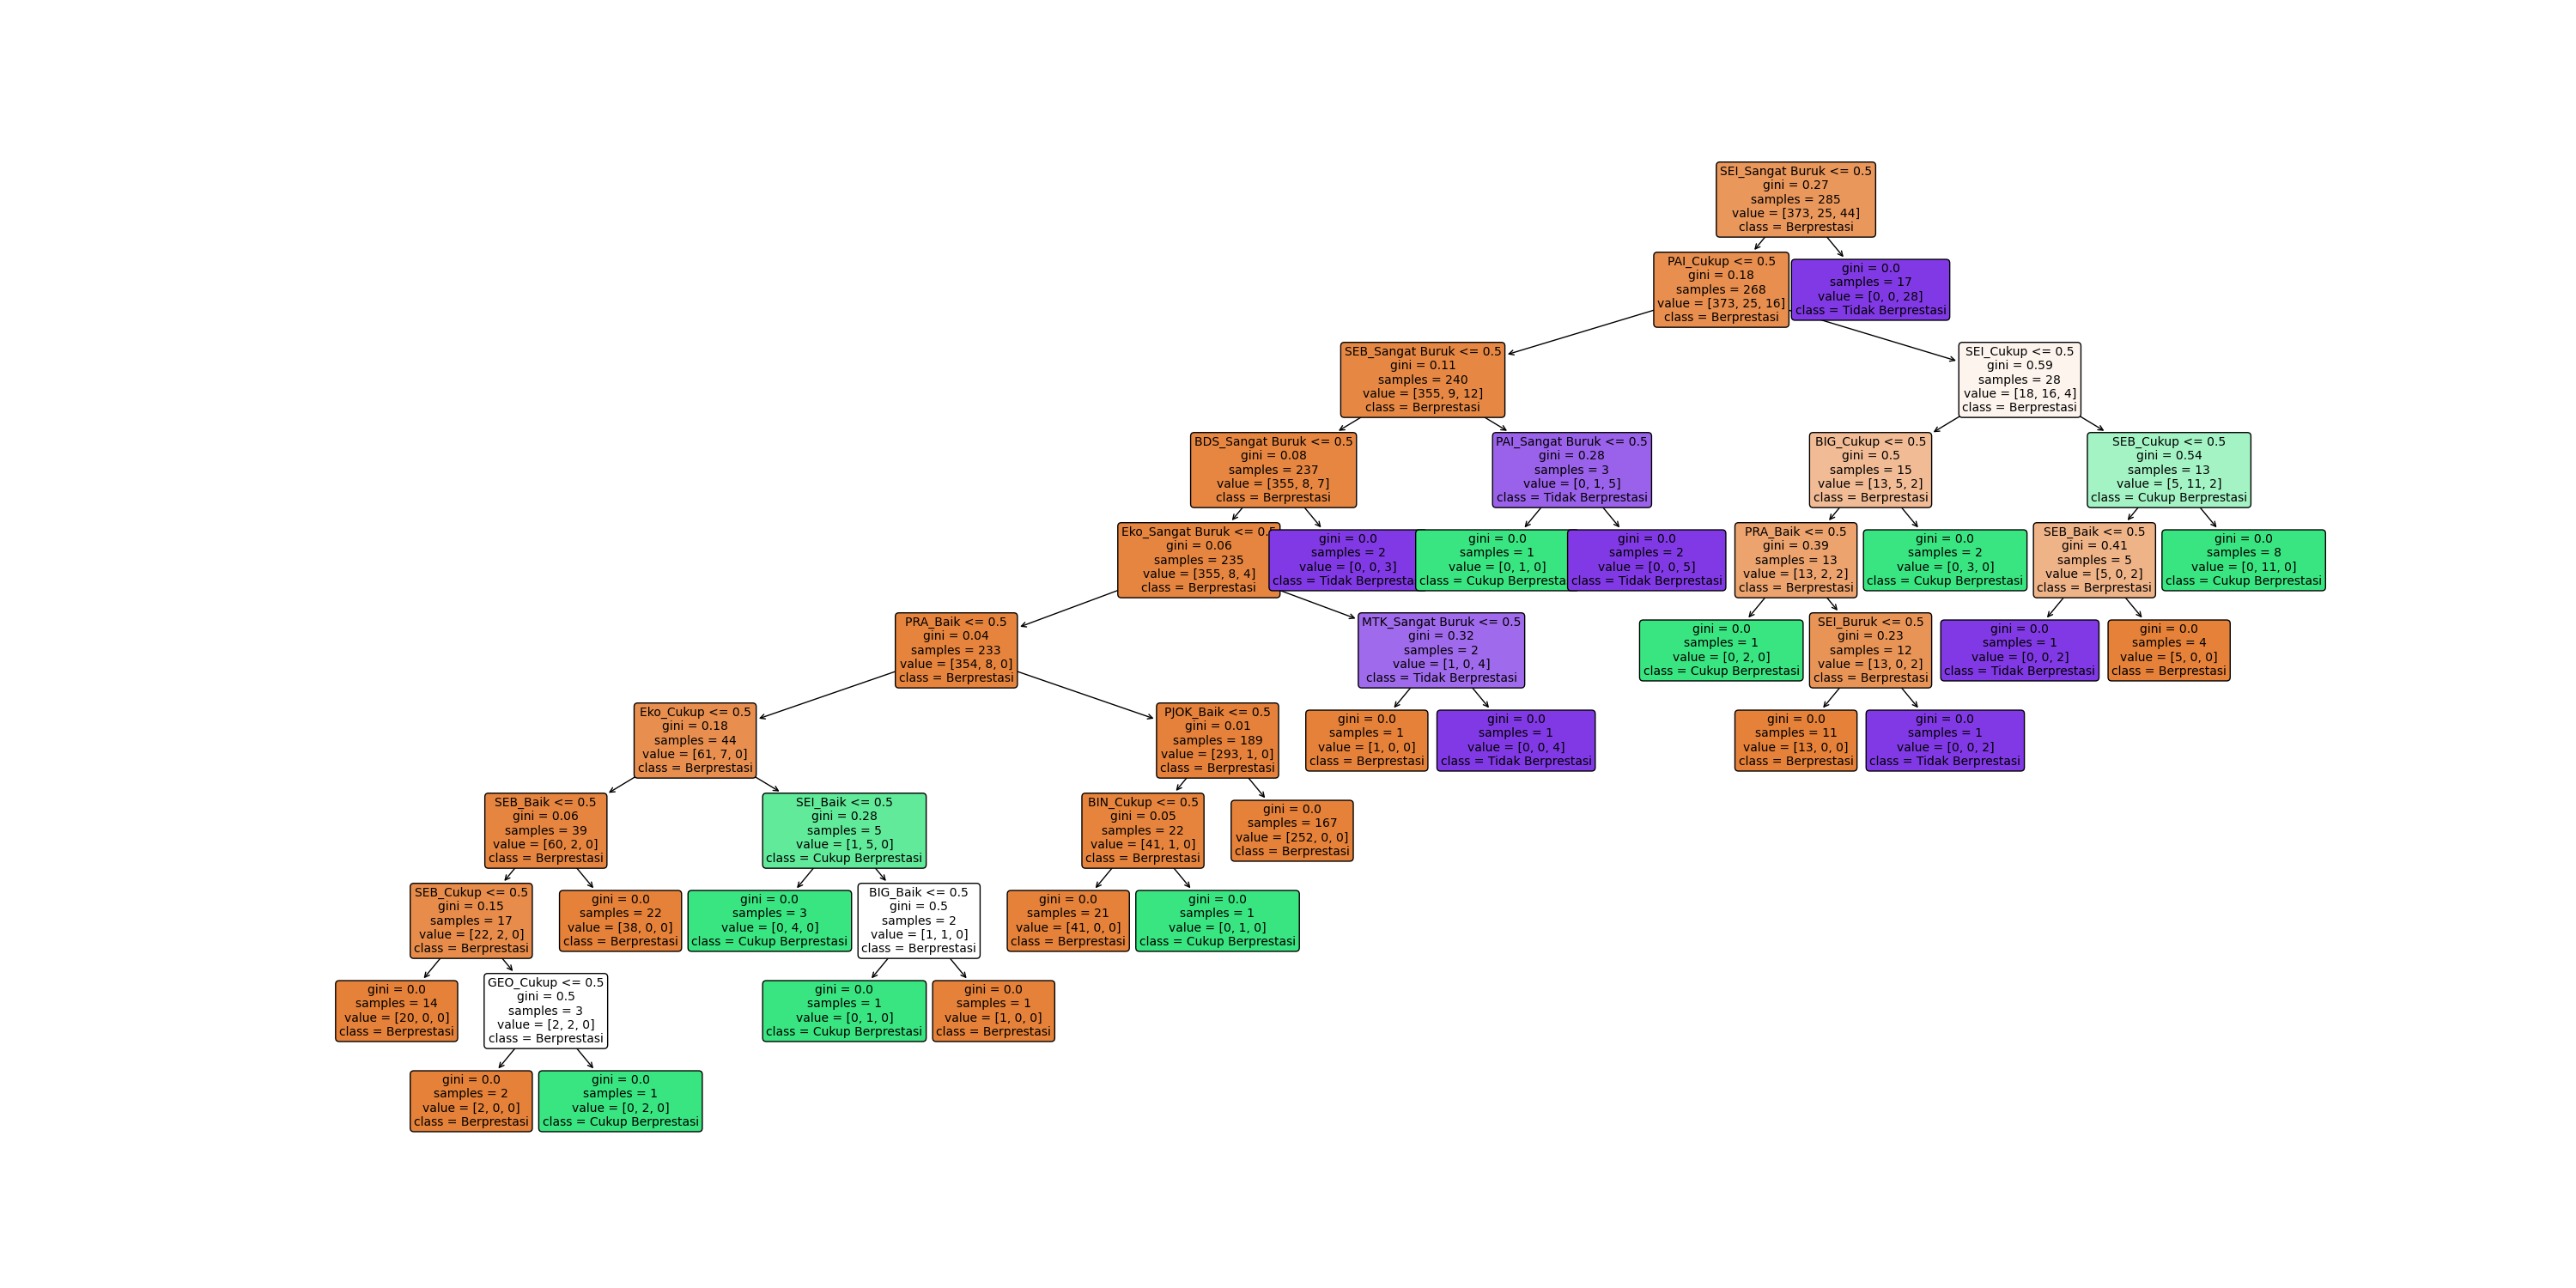 SEI_Sangat Buruk <= 0.5
gini = 0.27
samples = 285
value = [373, 25, 44]
class = Berprestasi
PAI_Cukup <= 0.5
gini = 0.18
samples = 268
value = [373, 25, 16]
class = Berprestasi
gini = 0.0
samples = 17
value = [0, 0, 28]
class = Tidak Berprestasi
SEB_Sangat Buruk <= 0.5
gini = 0.11
samples = 240
value = [355, 9, 12]
class = Berprestasi
SEI_Cukup <= 0.5
gini = 0.59
samples = 28
value = [18, 16, 4]
class = Berprestasi
BDS_Sangat Buruk <= 0.5
gini = 0.08
samples = 237
value = [355, 8, 7]
class = Berprestasi
PAI_Sangat Buruk <= 0.5
gini = 0.28
samples = 3
value = [0, 1, 5]
class = Tidak Berprestasi
BIG_Cukup <= 0.5
gini = 0.5
samples = 15
value = [13, 5, 2]
class = Berprestasi
SEB_Cukup <= 0.5
gini = 0.54
samples = 13
value = [5, 11, 2]
class = Cukup Berprestasi
Eko_Sangat Buruk <= 0.5
gini = 0.06
samples = 235
value = [355, 8, 4]
class = Berprestasi
gini = 0.0
samples = 2
value = [0, 0, 3]
class = Tidak Berprestas
gini = 0.0
samples = 1
value = [0, 1, 0]
class = Cukup Berprestas
gini = 0.0
samples = 2
value = [0, 0, 5]
class = Tidak Berprestasi
PRA_Baik <= 0.5
gini = 0.39
samples = 13
value = [13, 2, 2]
class = Berprestasi
gini = 0.0
samples = 2
value = [0, 3, 0]
class = Cukup Berprestasi
SEB_Baik <= 0.5
gini = 0.41
samples = 5
value = [5, 0, 2]
class = Berprestasi
gini = 0.0
samples = 8
value = [0, 11, 0]
class = Cukup Berprestasi
PRA_Baik <= 0.5
gini = 0.04
samples = 233
value = [354, 8, 0]
class = Berprestasi
MTK_Sangat Buruk <= 0.5
gini = 0.32
samples = 2
value = [1, 0, 4]
class = Tidak Berprestasi
gini = 0.0
samples = 1
value = [0, 2, 0]
class = Cukup Berprestasi
SEI_Buruk <= 0.5
gini = 0.23
samples = 12
value = [13, 0, 2]
class = Berprestasi
gini = 0.0
samples = 1
value = [0, 0, 2]
class = Tidak Berprestasi
gini = 0.0
samples = 4
value = [5, 0, 0]
class = Berprestasi
Eko_Cukup <= 0.5
gini = 0.18
samples = 44
value = [61, 7, 0]
class = Berprestasi
PJOK_Baik <= 0.5
gini = 0.01
samples = 189
value = [293, 1, 0]
class = Berprestasi
gini = 0.0
samples = 1
value = [1, 0, 0]
class = Berprestasi
gini = 0.0
samples = 1
value = [0, 0, 4]
class = Tidak Berprestasi
gini = 0.0
samples = 11
value = [13, 0, 0]
class = Berprestasi
gini = 0.0
samples = 1
value = [0, 0, 2]
class = Tidak Berprestasi
SEB_Baik <= 0.5
gini = 0.06
samples = 39
value = [60, 2, 0]
class = Berprestasi
SEI_Baik <= 0.5
gini = 0.28
samples = 5
value = [1, 5, 0]
class = Cukup Berprestasi
BIN_Cukup <= 0.5
gini = 0.05
samples = 22
value = [41, 1, 0]
class = Berprestasi
gini = 0.0
samples = 167
value = [252, 0, 0]
class = Berprestasi
SEB_Cukup <= 0.5
gini = 0.15
samples = 17
value = [22, 2, 0]
class = Berprestasi
gini = 0.0
samples = 22
value = [38, 0, 0]
class = Berprestasi
gini = 0.0
samples = 3
value = [0, 4, 0]
class = Cukup Berprestasi
BIG_Baik <= 0.5
gini = 0.5
samples = 2
value = [1, 1, 0]
class = Berprestasi
gini = 0.0
samples = 21
value = [41, 0, 0]
class = Berprestasi
gini = 0.0
samples = 1
value = [0, 1, 0]
class = Cukup Berprestasi
gini = 0.0
samples = 14
value = [20, 0, 0]
class = Berprestasi
GEO_Cukup <= 0.5
gini = 0.5
samples = 3
value = [2, 2, 0]
class = Berprestasi
gini = 0.0
samples = 1
value = [0, 1, 0]
class = Cukup Berprestasi
gini = 0.0
samples = 1
value = [1, 0, 0]
class = Berprestasi
gini = 0.0
samples = 2
value = [2, 0, 0]
class = Berprestasi
gini = 0.0
samples = 1
value = [0, 2, 0]
class = Cukup Berprestasi